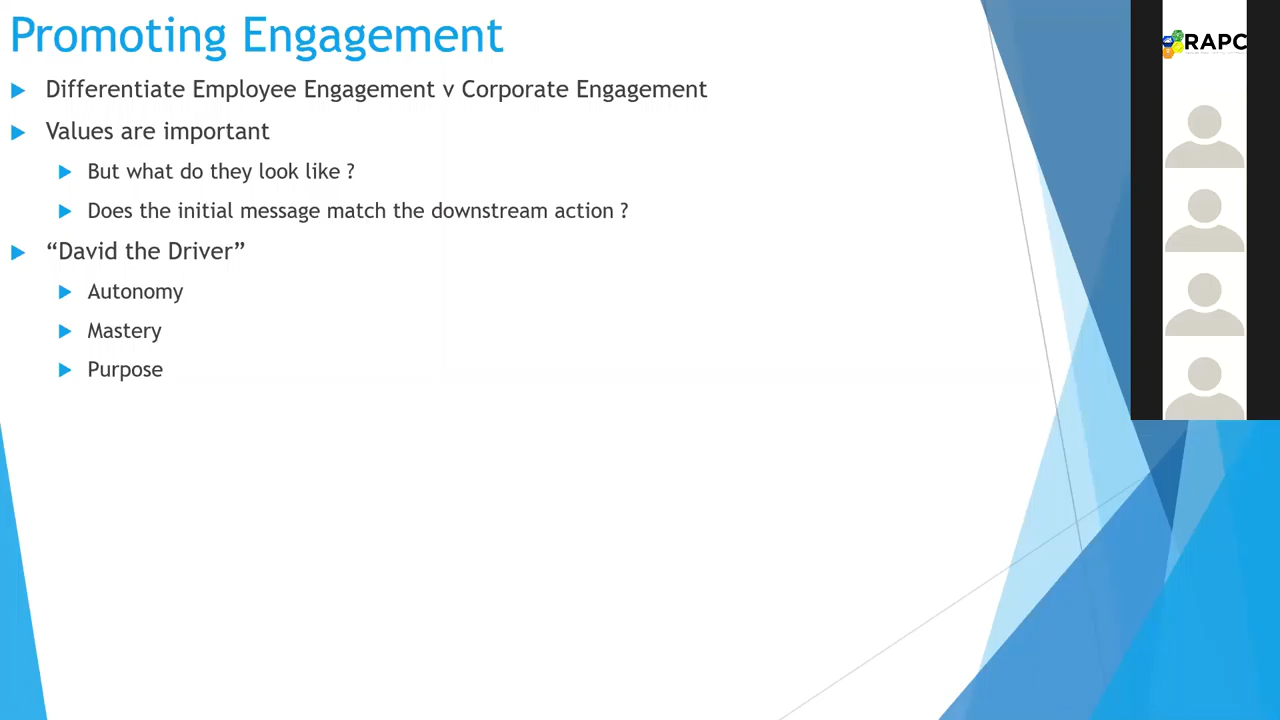 Promoting Engagement
Differentiate Employee Engagement v Corporate Engagement
Values are important
But what do they look like ?
Does the initial message match the downstream action ?
“David the Driver”
Autonomy
Mastery
Purpose
RAPC